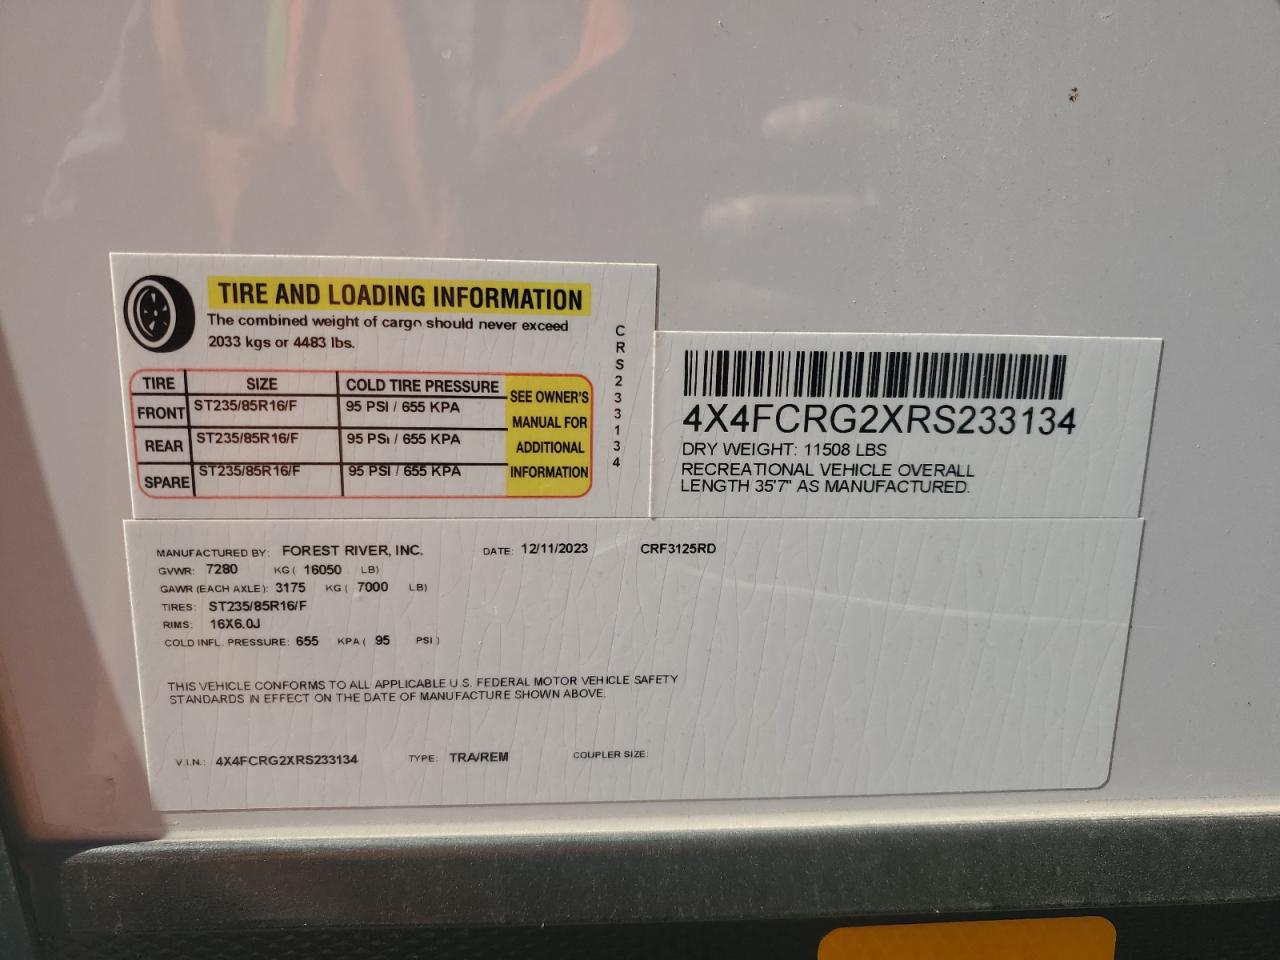 TIRE AND LOADING INFORMATION
The combined weight of cargo should never exceed
2033 kgs or 4483 lbs.
TIRE SIZE COLD TIRE PRESSURE
FRONT ST235/85R16/F 95 PSI / 655 KPA
REAR ST235/85R16/F 95 PSI / 655 KPA
SPARE ST235/85R16/F 95 PSI / 655 KPA
SEE OWNER'S
MANUAL FOR
ADDITIONAL
INFORMATION
CRS233134
4X4FCRG2XRS233134
DRY WEIGHT: 11508 LBS
RECREATIONAL VEHICLE OVERALL
LENGTH 35'7" AS MANUFACTURED.
MANUFACTURED BY: FOREST RIVER, INC. DATE: 12/11/2023 CRF3125RD
GVWR: 7280 KG ( 16050 LB)
GAWR (EACH AXLE): 3175 KG ( 7000 LB)
TIRES: ST235/85R16/F
RIMS: 16X6.0J
COLD INFL. PRESSURE: 655 KPA ( 95 PSI )
THIS VEHICLE CONFORMS TO ALL APPLICABLE U.S. FEDERAL MOTOR VEHICLE SAFETY
STANDARDS IN EFFECT ON THE DATE OF MANUFACTURE SHOWN ABOVE.
V.I.N.: 4X4FCRG2XRS233134 TYPE: TRA/REM COUPLER SIZE: